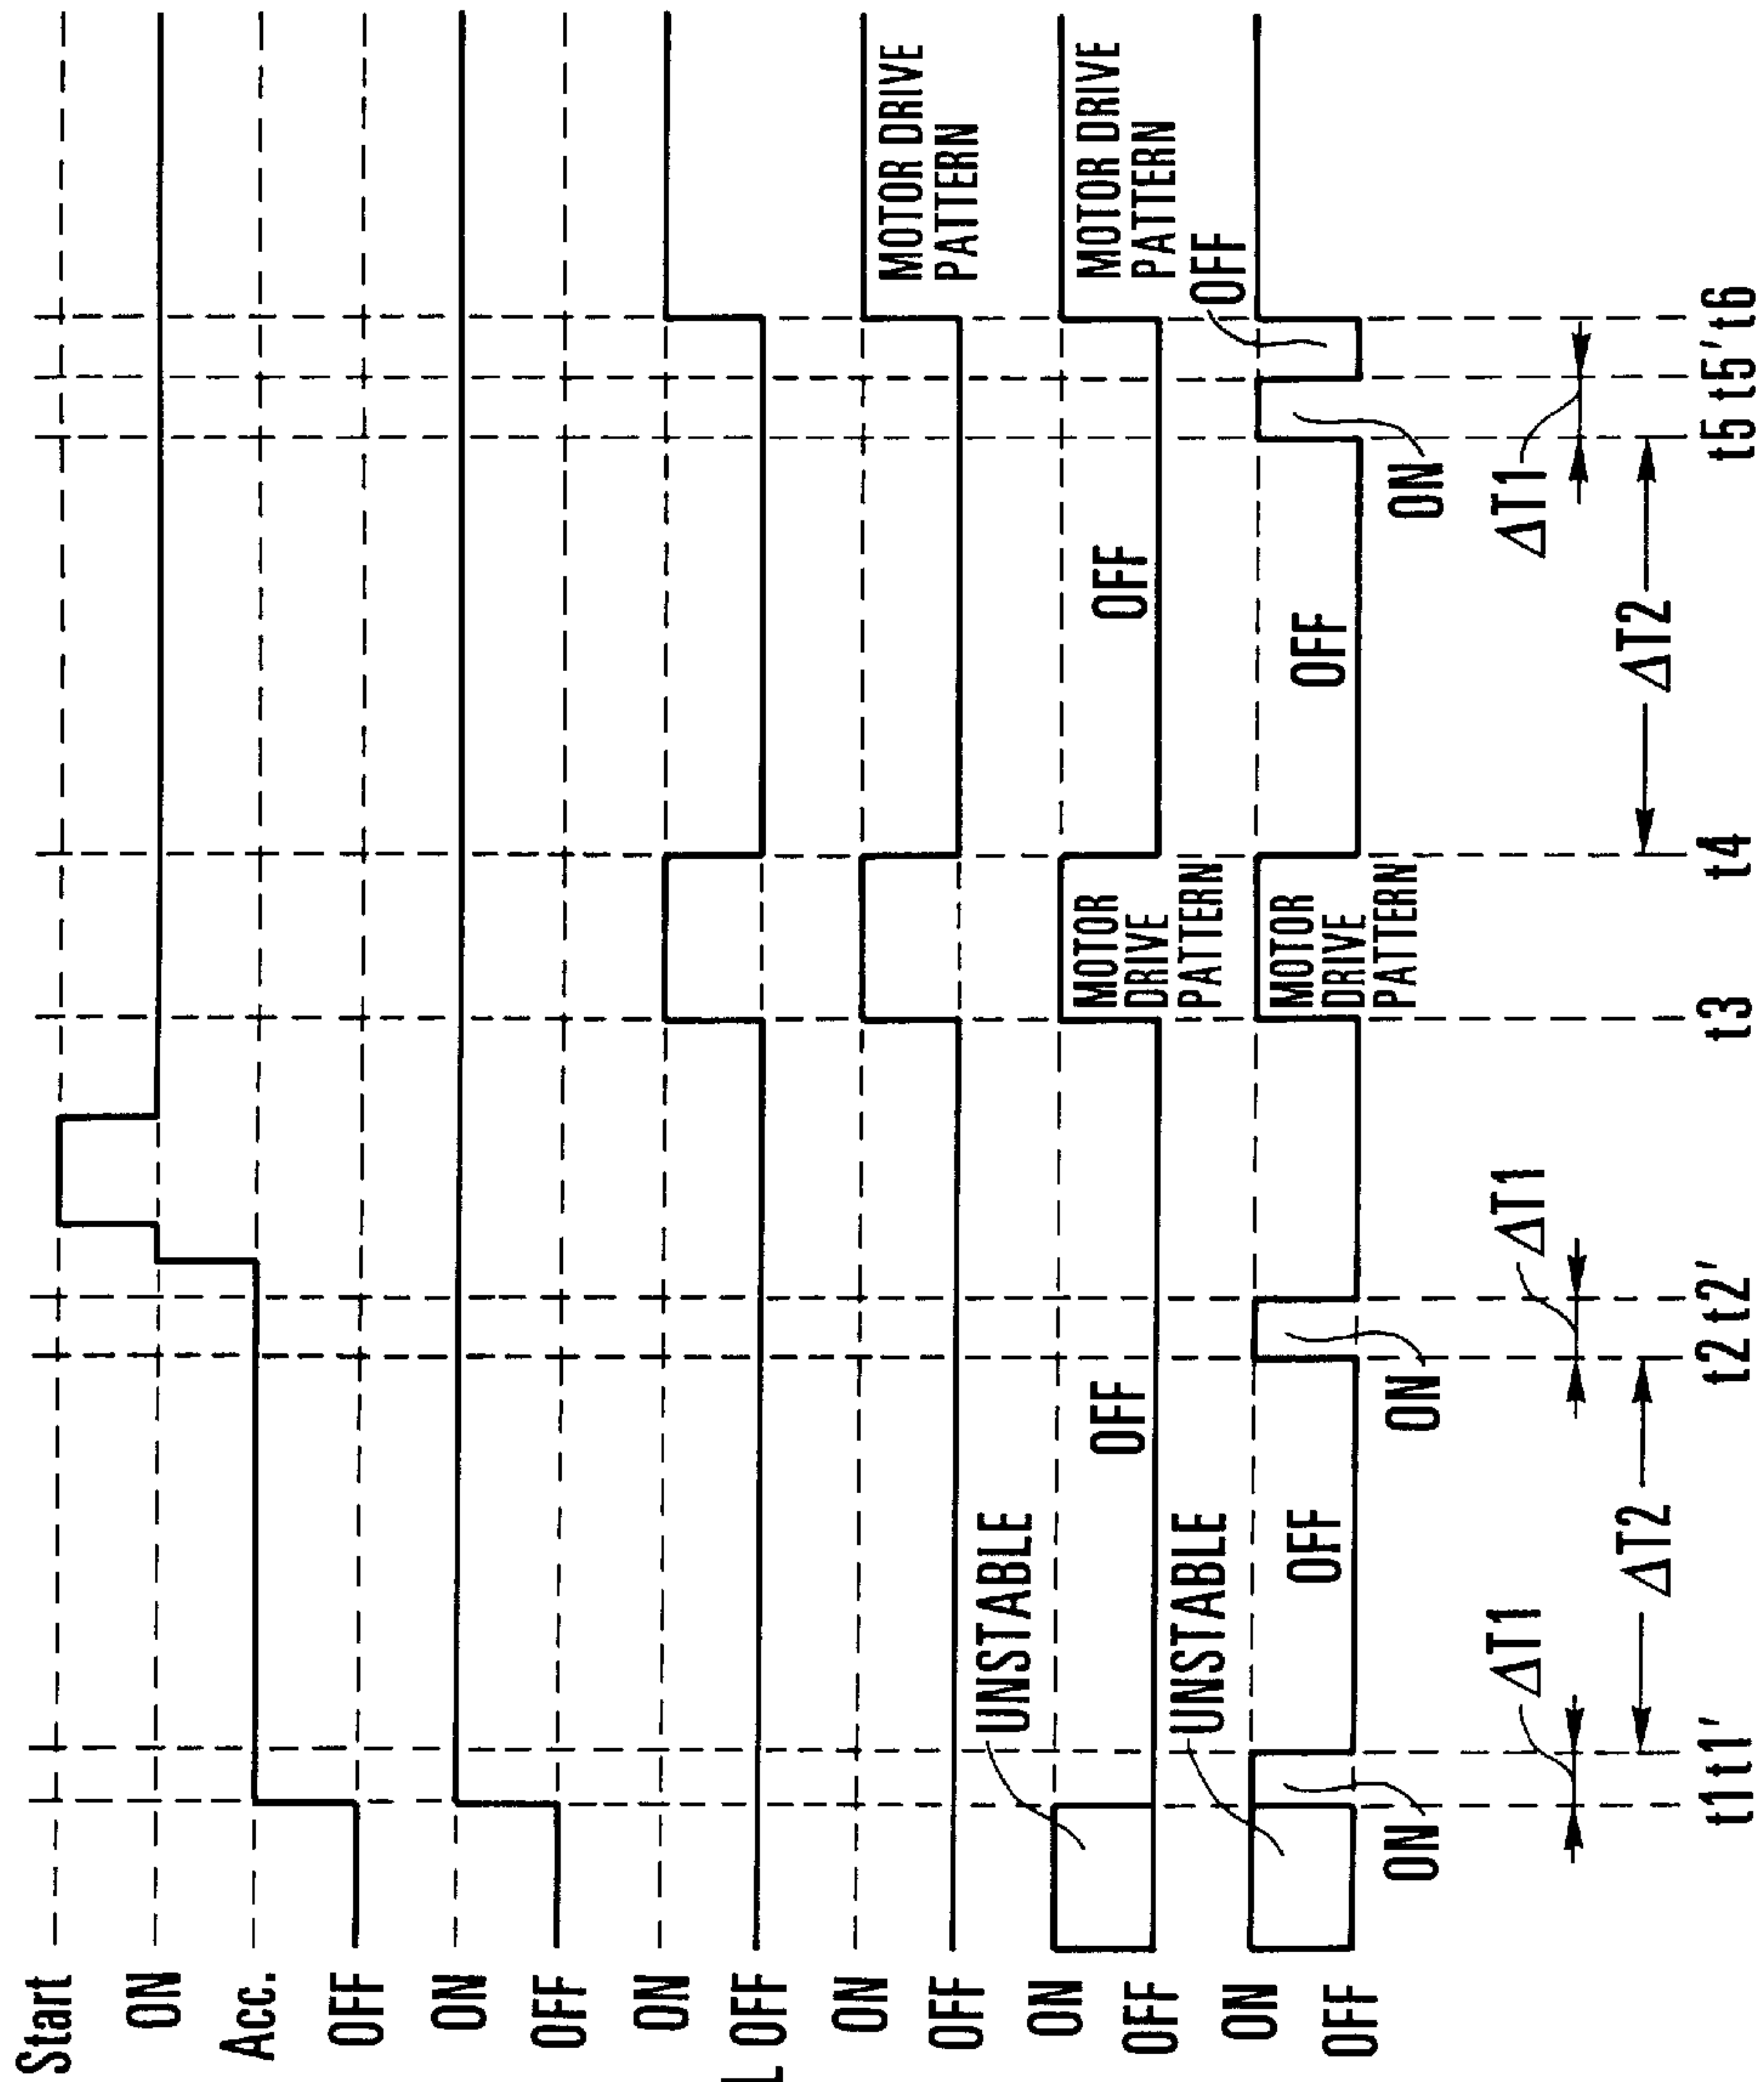 Start
ON
Acc.
OFF
ON
OFF
ON
L OFF
ON
OFF
MOTOR DRIVE
PATTERN
UNSTABLE
ON
OFF
OFF
MOTOR
DRIVE
PATTERN
OFF
MOTOR DRIVE
PATTERN
UNSTABLE
ON
OFF
OFF
MOTOR
DRIVE
PATTERN
OFF
OFF
ON
ON
ON
ΔT1
ΔT1
ΔT1
ΔT2
ΔT2
t1 t1' t2 t2' t3 t4 t5 t5' t6